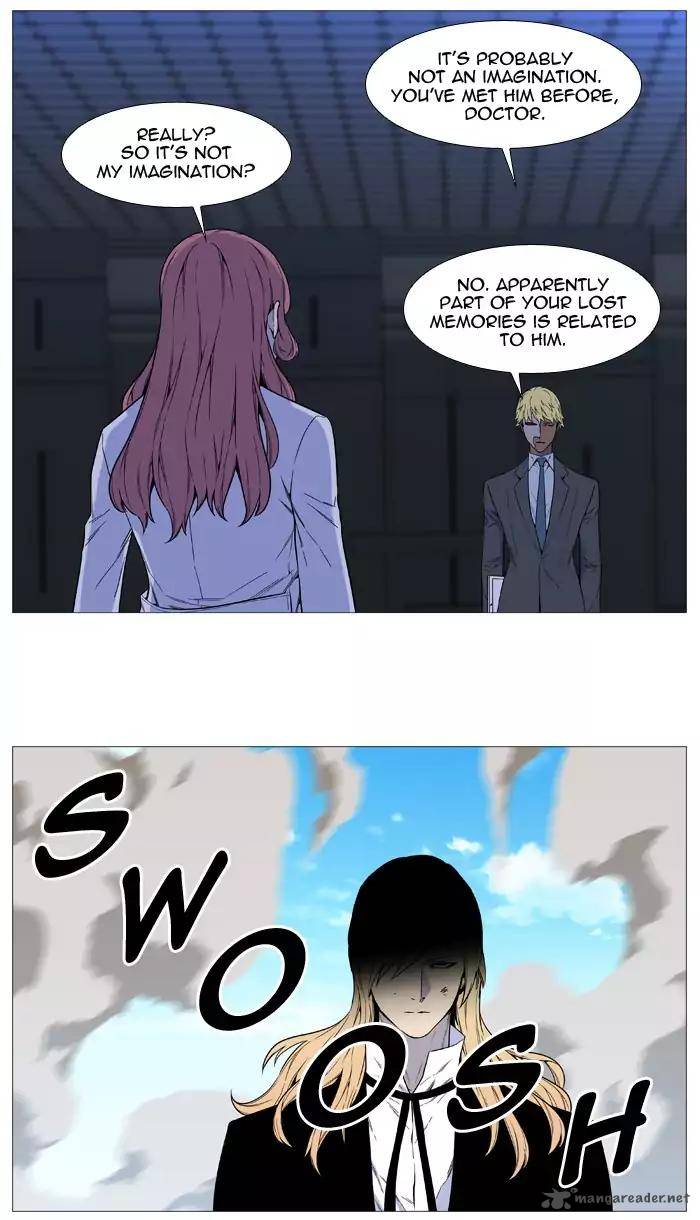 REALLY?
SO IT'S NOT
MY IMAGINATION?
IT'S PROBABLY
NOT AN IMAGINATION.
YOU'VE MET HIM BEFORE,
DOCTOR.
NO. APPARENTLY
PART OF YOUR LOST
MEMORIES IS RELATED
TO HIM.
SWOOSH
mangareader.net